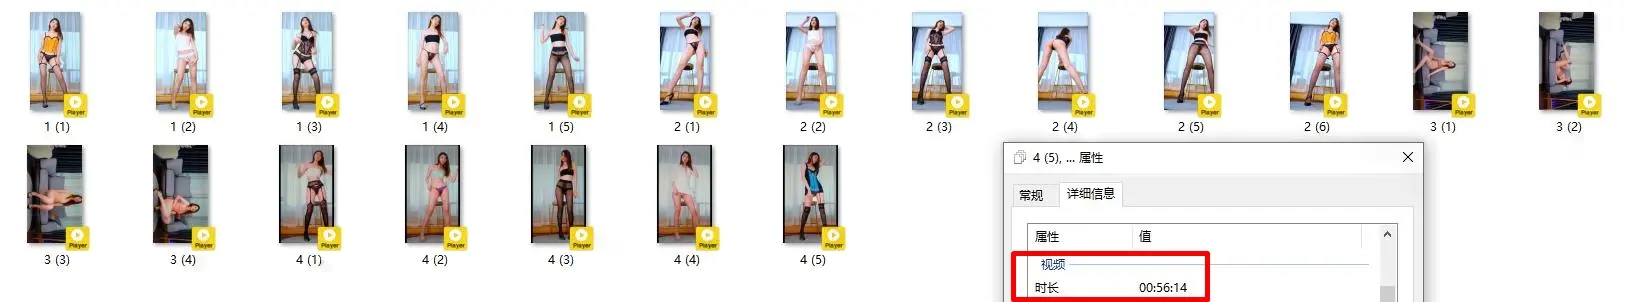 Player Player Player Player Player Player Player Player Player Player Player Player Player
1 (1) 1 (2) 1 (3) 1 (4) 1 (5) 2 (1) 2 (2) 2 (3) 2 (4) 2 (5) 2 (6) 3 (1) 3 (2)
4 (5), ... 属性
常规 详细信息
Player Player Player Player Player Player Player
3 (3) 3 (4) 4 (1) 4 (2) 4 (3) 4 (4) 4 (5)
属性 值
视频
时长 00:56:14